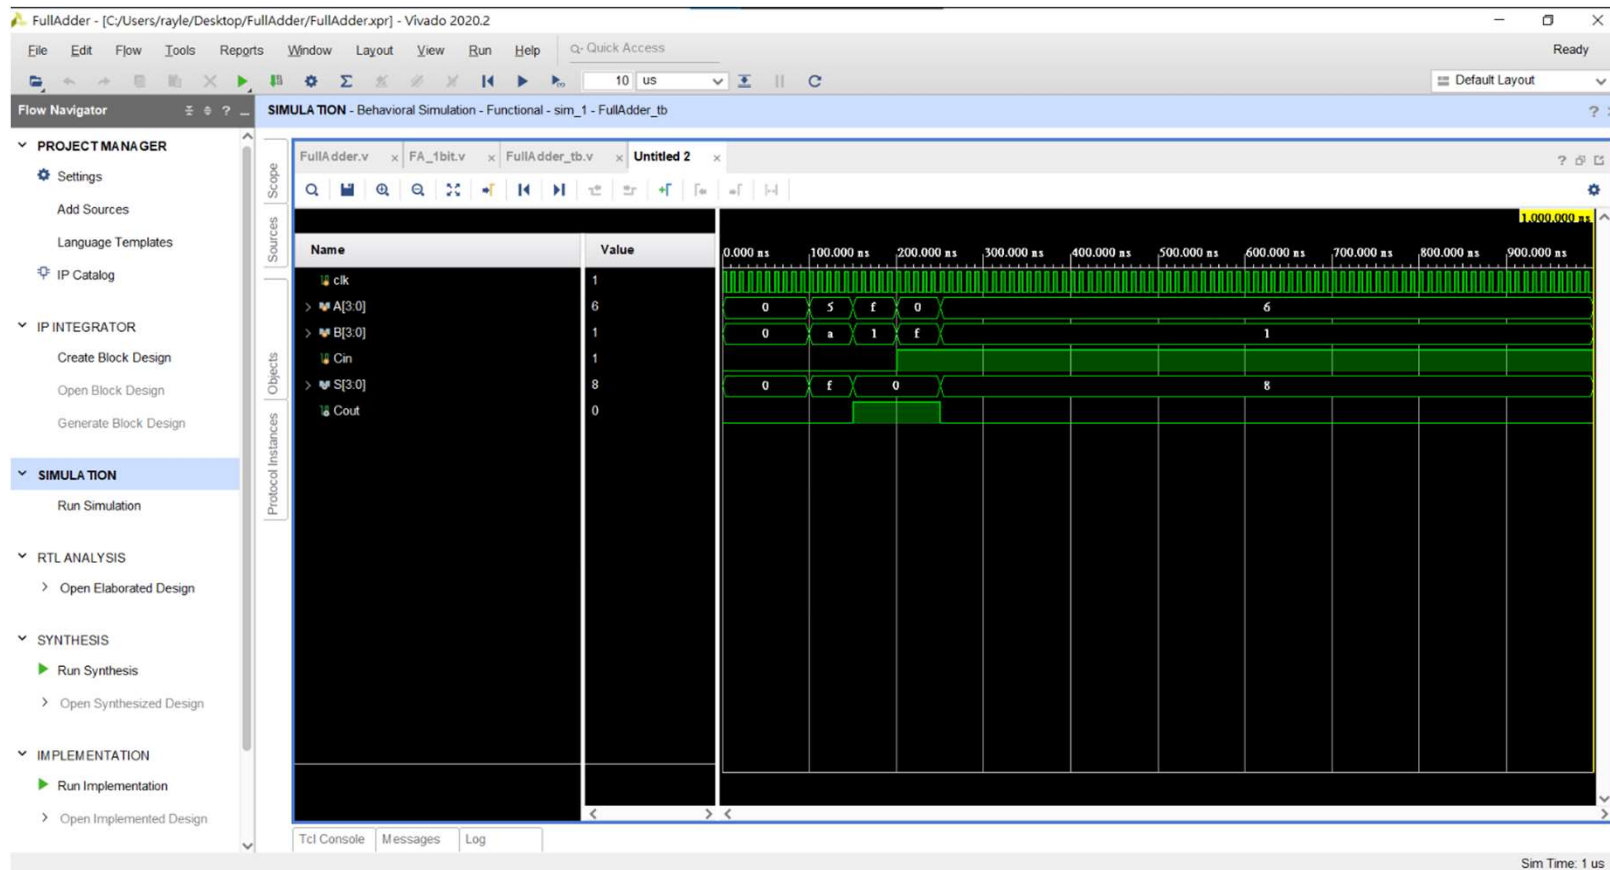 FullAdder - [C:/Users/rayle/Desktop/FullAdder/FullAdder.xpr] - Vivado 2020.2
File Edit Flow Tools Reports Window Layout View Run Help Quick Access Ready
10 us Default Layout
Flow Navigator ? SIMULATION - Behavioral Simulation - Functional - sim_1 - FullAdder_tb ?
PROJECT MANAGER
Settings
Add Sources
Language Templates
IP Catalog
IP INTEGRATOR
Create Block Design
Open Block Design
Generate Block Design
SIMULATION
Run Simulation
RTL ANALYSIS
Open Elaborated Design
SYNTHESIS
Run Synthesis
Open Synthesized Design
IMPLEMENTATION
Run Implementation
Open Implemented Design
Scope
Sources
Objects
Protocol Instances
FullAdder.v FA_1bit.v FullAdder_tb.v Untitled 2 ?
1,000.000 ns
Name Value 0.000 ns 100.000 ns 200.000 ns 300.000 ns 400.000 ns 500.000 ns 600.000 ns 700.000 ns 800.000 ns 900.000 ns
clk 1
A[3:0] 6 0 5 f 0 6
B[3:0] 1 0 a 1 f 1
Cin 1
S[3:0] 8 0 f 0 8
Cout 0
Tcl Console Messages Log
Sim Time: 1 us